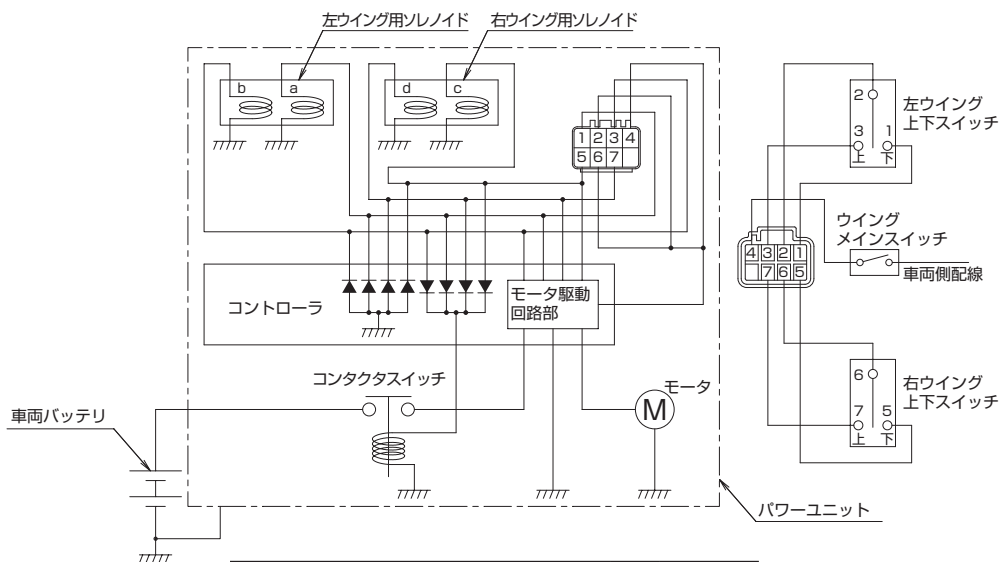 左ウイング用ソレノイド
右ウイング用ソレノイド
b a
d c
1 2 3 4
5 6 7
2
3 1
上 下
左ウイング
上下スイッチ
ウイング
メインスイッチ
車両側配線
4 3 2 1
7 6 5
コントローラ
モータ駆動
回路部
コンタクタスイッチ
モータ
M
車両バッテリ
6
7 5
上 下
右ウイング
上下スイッチ
パワーユニット